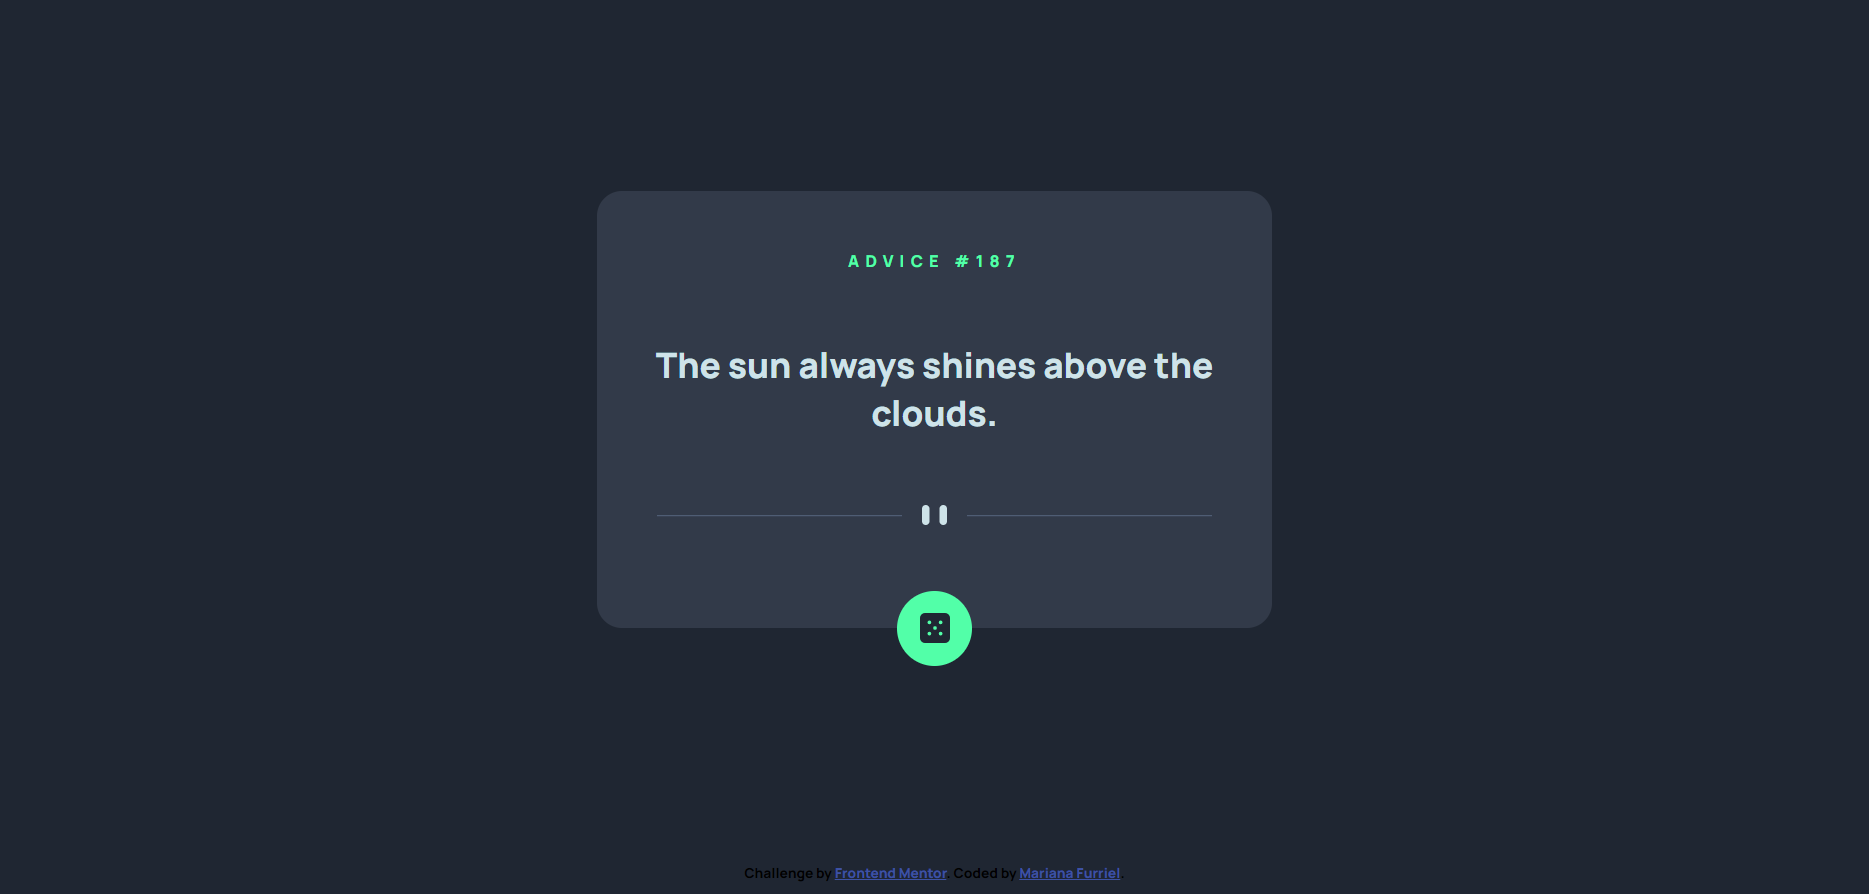 ADVICE #187
The sun always shines above the
clouds.
Challenge by Frontend Mentor. Coded by Mariana Furriel.